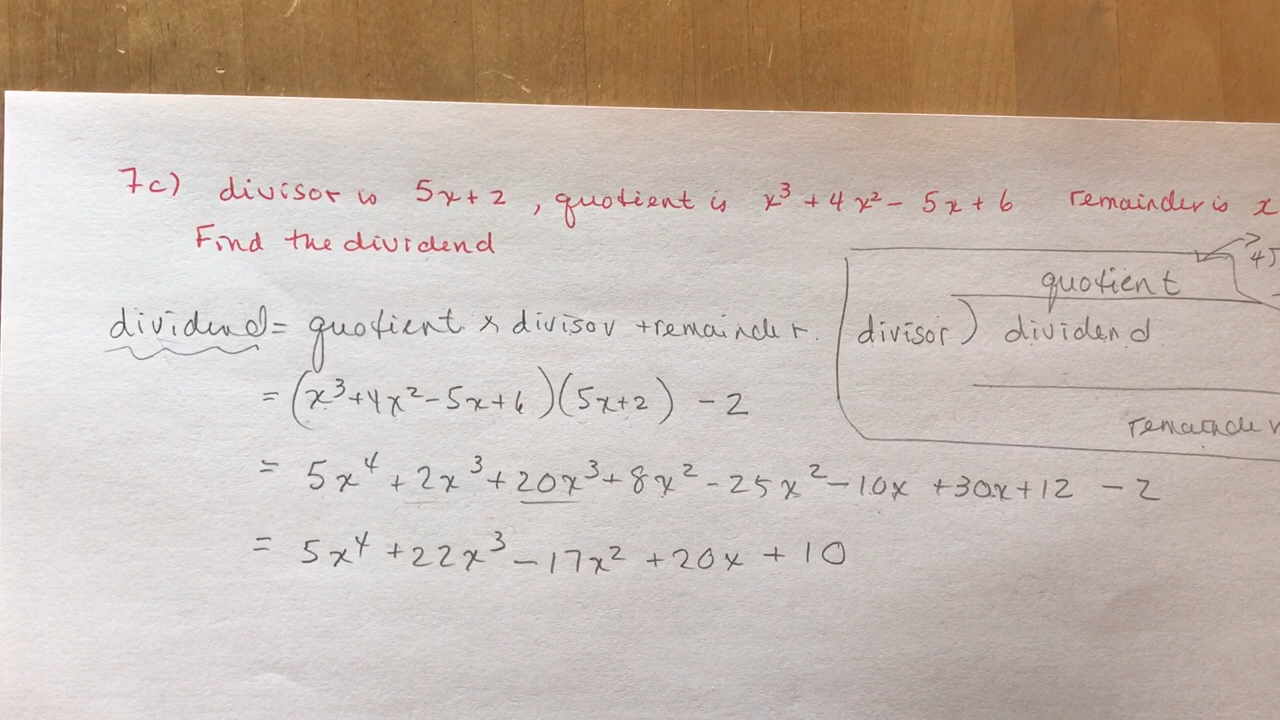 7c) divisor is 5x+2, quotient is x³+4x²-5x+6 remainder is x
Find the dividend
quotient
dividend = quotient x divisor + remainder.
divisor) dividend
= (x³+4x²-5x+6)(5x+2) - 2
remainder
= 5x⁴+2x³+20x³+8x²-25x²-10x+30x+12-2
= 5x⁴+22x³-17x²+20x+10